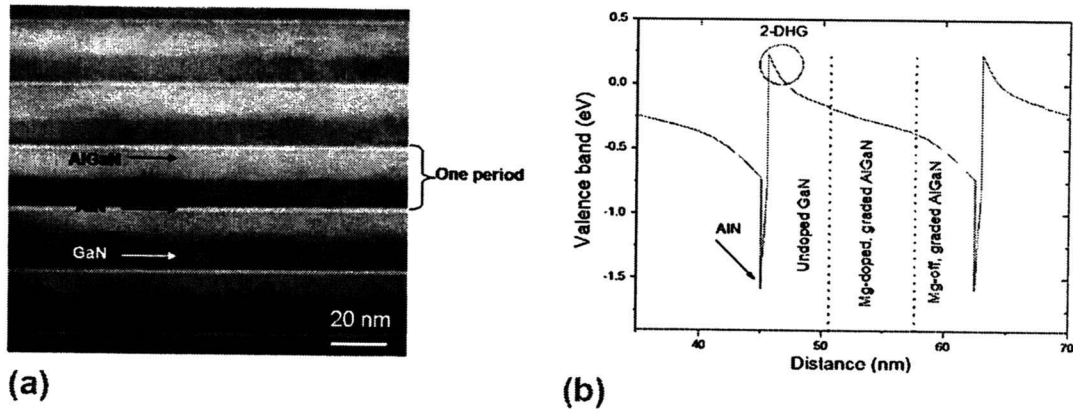 AlGaN
One period
GaN
20 nm
(a)
0.5
0.0
-0.5
-1.0
-1.5
Valence band (eV)
2-DHG
AlN
Undoped GaN
Mg-doped, graded AlGaN
Mg-off, graded AlGaN
40
50
60
70
Distance (nm)
(b)